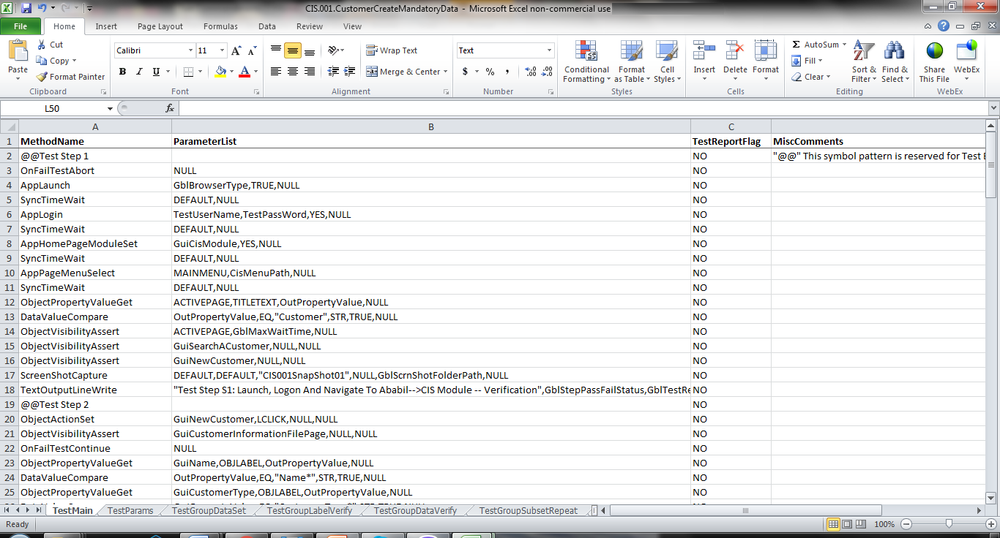 CIS.001.CustomerCreateMandatoryData - Microsoft Excel non-commercial use
File Home Insert Page Layout Formulas Data Review View
Paste Cut Copy Format Painter Clipboard
Calibri 11 B I U Font
Wrap Text Merge & Center Alignment
Text $ % , Number
Conditional Formatting Format as Table Cell Styles Styles
Insert Delete Format Cells
Σ AutoSum Fill Clear Sort & Filter Find & Select Editing
Share This File WebEx WebEx
L50 fx
A B C
1 MethodName ParameterList TestReportFlag MiscComments
2 @@Test Step 1 NO "@@" This symbol pattern is reserved for Test
3 OnFailTestAbort NULL NO
4 AppLaunch GblBrowserType,TRUE,NULL NO
5 SyncTimeWait DEFAULT,NULL NO
6 AppLogin TestUserName,TestPassWord,YES,NULL NO
7 SyncTimeWait DEFAULT,NULL NO
8 AppHomePageModuleSet GuiCisModule,YES,NULL NO
9 SyncTimeWait DEFAULT,NULL NO
10 AppPageMenuSelect MAINMENU,CisMenuPath,NULL NO
11 SyncTimeWait DEFAULT,NULL NO
12 ObjectPropertyValueGet ACTIVEPAGE,TITLETEXT,OutPropertyValue,NULL NO
13 DataValueCompare OutPropertyValue,EQ,"Customer",STR,TRUE,NULL NO
14 ObjectVisibilityAssert ACTIVEPAGE,GblMaxWaitTime,NULL NO
15 ObjectVisibilityAssert GuiSearchACustomer,NULL,NULL NO
16 ObjectVisibilityAssert GuiNewCustomer,NULL,NULL NO
17 ScreenShotCapture DEFAULT,DEFAULT,"CIS001SnapShot01",NULL,GblScrnShotFolderPath,NULL NO
18 TextOutputLineWrite "Test Step S1: Launch, Logon And Navigate To Ababil-->CIS Module -- Verification",GblStepPassFailStatus,GblTestRe NO
19 @@Test Step 2 NO
20 ObjectActionSet GuiNewCustomer,LCLICK,NULL,NULL NO
21 ObjectVisibilityAssert GuiCustomerInformationFilePage,NULL,NULL NO
22 OnFailTestContinue NULL NO
23 ObjectPropertyValueGet GuiName,OBJLABEL,OutPropertyValue,NULL NO
24 DataValueCompare OutPropertyValue,EQ,"Name*",STR,TRUE,NULL NO
25 ObjectPropertyValueGet GuiCustomerType,OBJLABEL,OutPropertyValue,NULL NO
TestMain TestParams TestGroupDataSet TestGroupLabelVerify TestGroupDataVerify TestGroupSubsetRepeat
Ready 100%